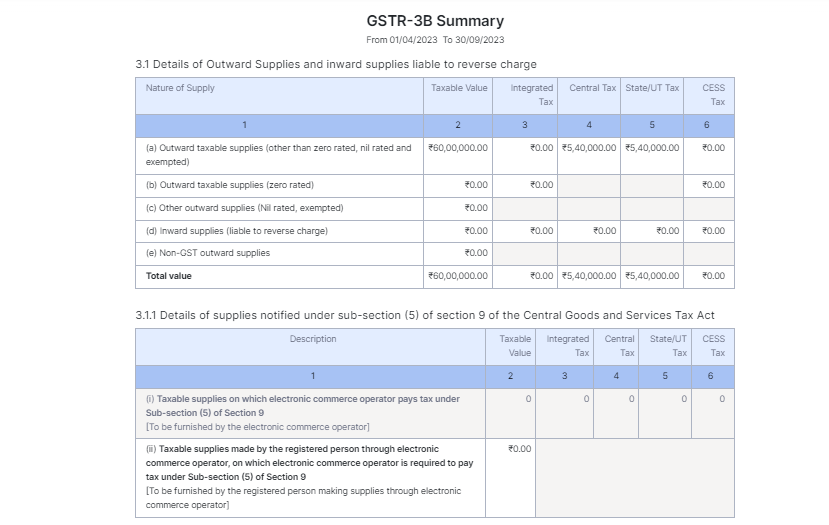 GSTR-3B Summary
From 01/04/2023 To 30/09/2023
3.1 Details of Outward Supplies and inward supplies liable to reverse charge
Nature of Supply Taxable Value Integrated Tax Central Tax State/UT Tax CESS Tax
1 2 3 4 5 6
(a) Outward taxable supplies (other than zero rated, nil rated and ₹60,00,000.00 ₹0.00 ₹5,40,000.00 ₹5,40,000.00 ₹0.00
exempted)
(b) Outward taxable supplies (zero rated) ₹0.00 ₹0.00 ₹0.00
(c) Other outward supplies (Nil rated, exempted) ₹0.00
(d) Inward supplies (liable to reverse charge) ₹0.00 ₹0.00 ₹0.00 ₹0.00 ₹0.00
(e) Non-GST outward supplies ₹0.00
Total value ₹60,00,000.00 ₹0.00 ₹5,40,000.00 ₹5,40,000.00 ₹0.00
3.1.1 Details of supplies notified under sub-section (5) of section 9 of the Central Goods and Services Tax Act
Description Taxable Value Integrated Tax Central Tax State/UT Tax CESS Tax
1 2 3 4 5 6
(i) Taxable supplies on which electronic commerce operator pays tax under 0 0 0 0 0
Sub-section (5) of Section 9
[To be furnished by the electronic commerce operator]
(ii) Taxable supplies made by the registered person through electronic ₹0.00
commerce operator, on which electronic commerce operator is required to pay
tax under Sub-section (5) of Section 9
[To be furnished by the registered person making supplies through electronic
commerce operator]